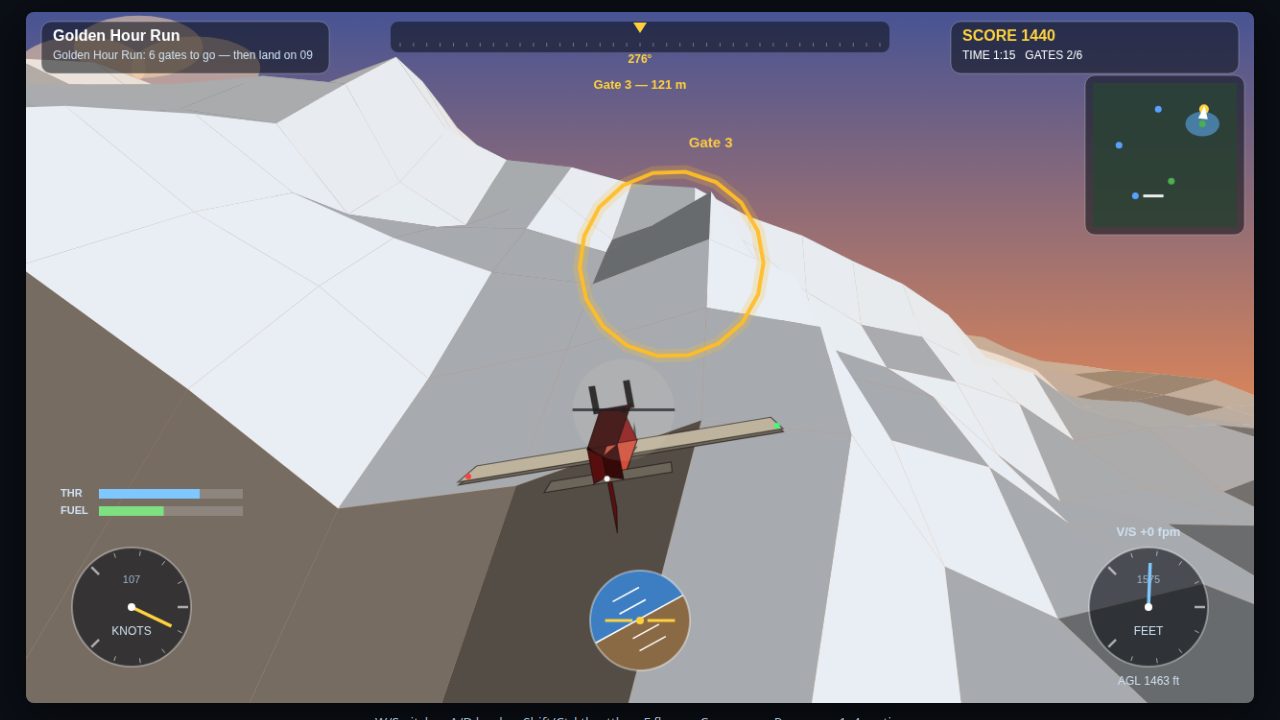 Golden Hour Run
Golden Hour Run: 6 gates to go — then land on 09
276°
Gate 3 — 121 m
SCORE 1440
TIME 1:15 GATES 2/6
Gate 3
THR
FUEL
107
KNOTS
V/S +0 fpm
1575
FEET
AGL 1463 ft